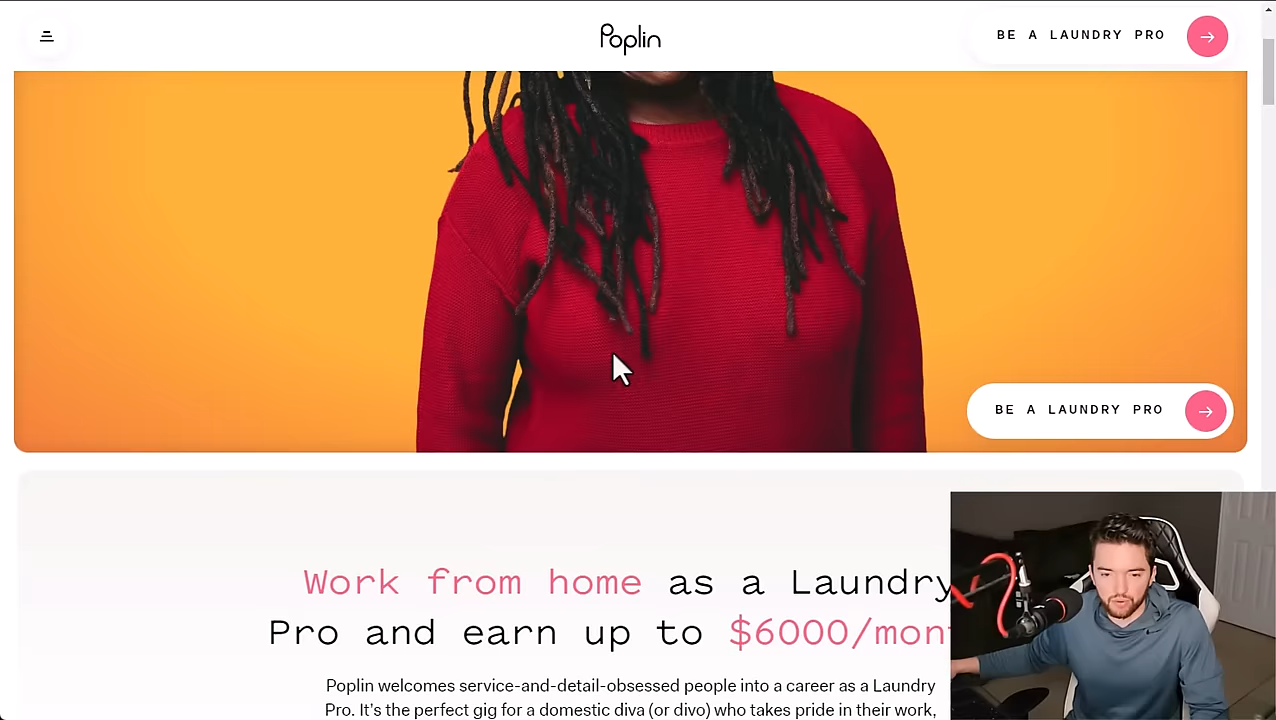 Poplin
BE A LAUNDRY PRO
BE A LAUNDRY PRO
Work from home as a Laundry
Pro and earn up to $6000/mon
Poplin welcomes service-and-detail-obsessed people into a career as a Laundry
Pro. It's the perfect gig for a domestic diva (or divo) who takes pride in their work,